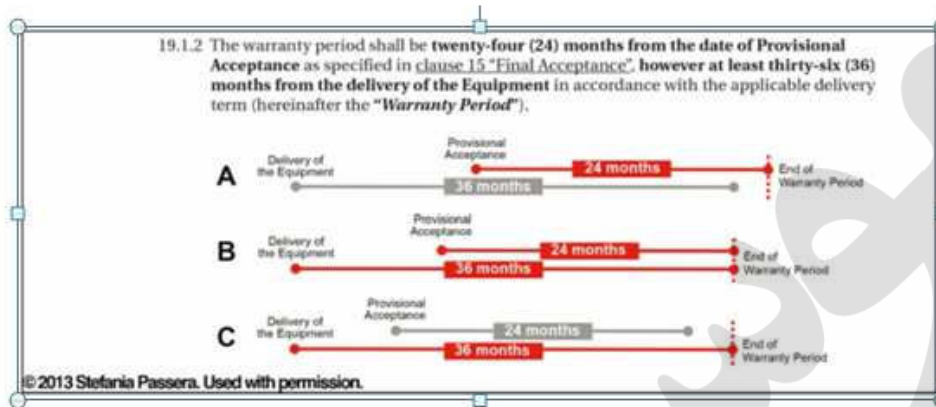 19.1.2 The warranty period shall be twenty-four (24) months from the date of Provisional
Acceptance as specified in clause 15 "Final Acceptance", however at least thirty-six (36)
months from the delivery of the Equipment in accordance with the applicable delivery
term (hereinafter the "Warranty Period").
A
Delivery of
the Equipment
Provisional
Acceptance
24 months
36 months
End of
Warranty Period
B
Delivery of
the Equipment
Provisional
Acceptance
24 months
36 months
End of
Warranty Period
C
Delivery of
the Equipment
Provisional
Acceptance
24 months
36 months
End of
Warranty Period
© 2013 Stefania Passera. Used with permission.